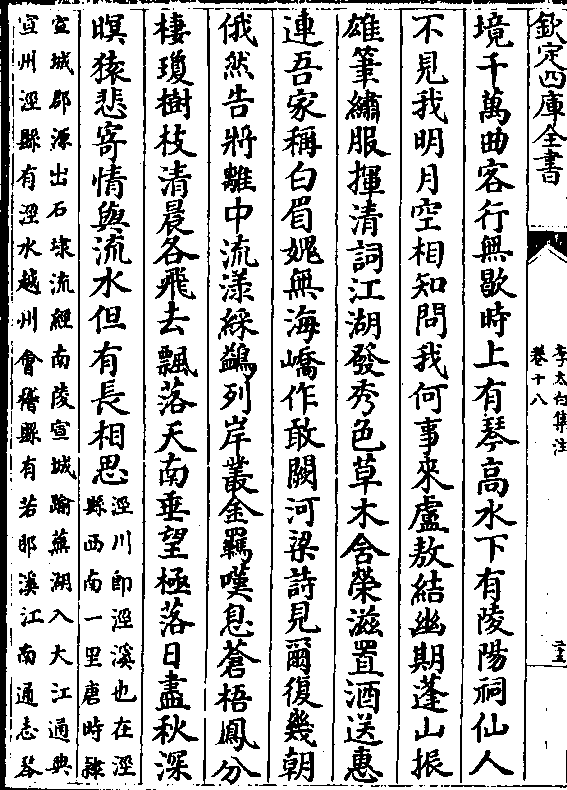 欽定四庫全書
李太白集注
卷十八
境千萬曲客行無歇時上有琴高水下有陵陽祠仙人
不見我明月空相知問我何事來盧敖結幽期蓬山振
雄筆繡服揮清詞江湖發秀色草木含榮滋置酒送惠
連吾家稱白眉媿無海嶠作敢闕河梁詩見爾復幾朝
俄然告將離中流漾綵鷁列岸叢金羈嘆息蒼梧鳳分
棲瓊樹枝清晨各飛去飄落天南垂望極落日盡秋深
暝猿悲寄情與流水但有長相思
涇川即涇溪也在涇
縣西南一里唐時隸
宣城郡源出石埭流經南陵宣城踰蕪湖入大江通典
宣州涇縣有涇水越州會稽縣有若耶溪江南通志琴